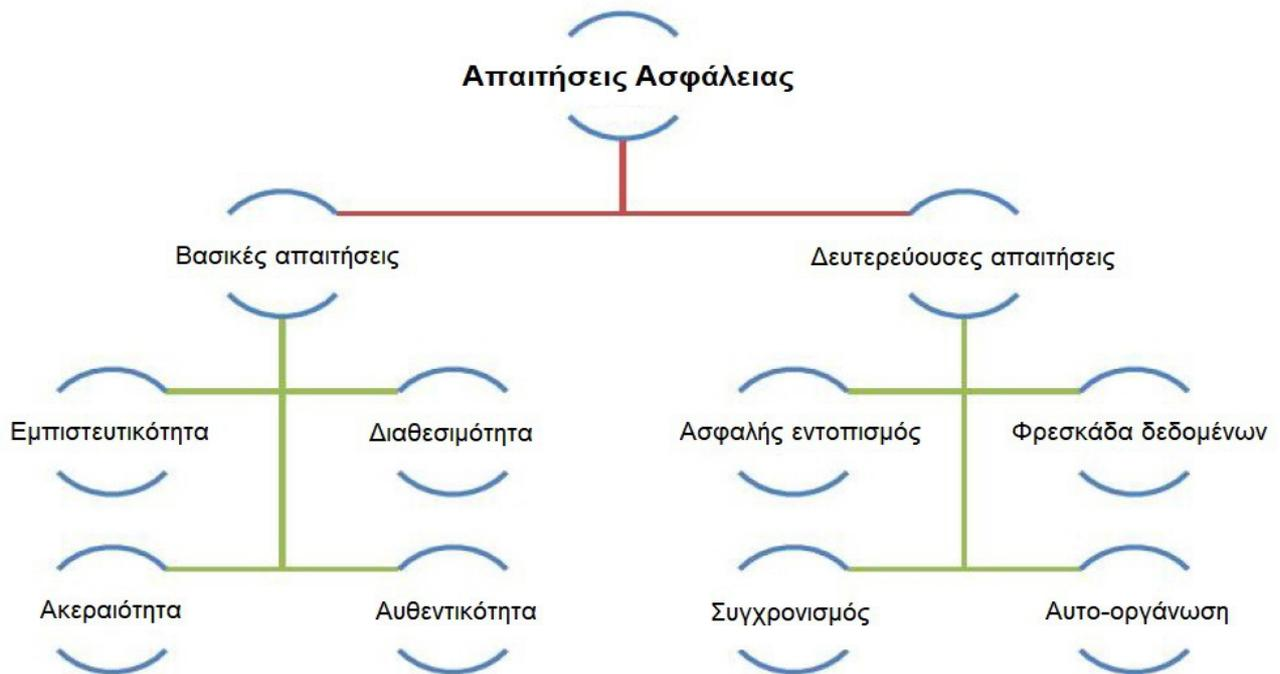 Απαιτήσεις Ασφάλειας
Βασικές απαιτήσεις
Δευτερεύουσες απαιτήσεις
Εμπιστευτικότητα
Διαθεσιμότητα
Ασφαλής εντοπισμός
Φρεσκάδα δεδομένων
Ακεραιότητα
Αυθεντικότητα
Συγχρονισμός
Αυτο-οργάνωση